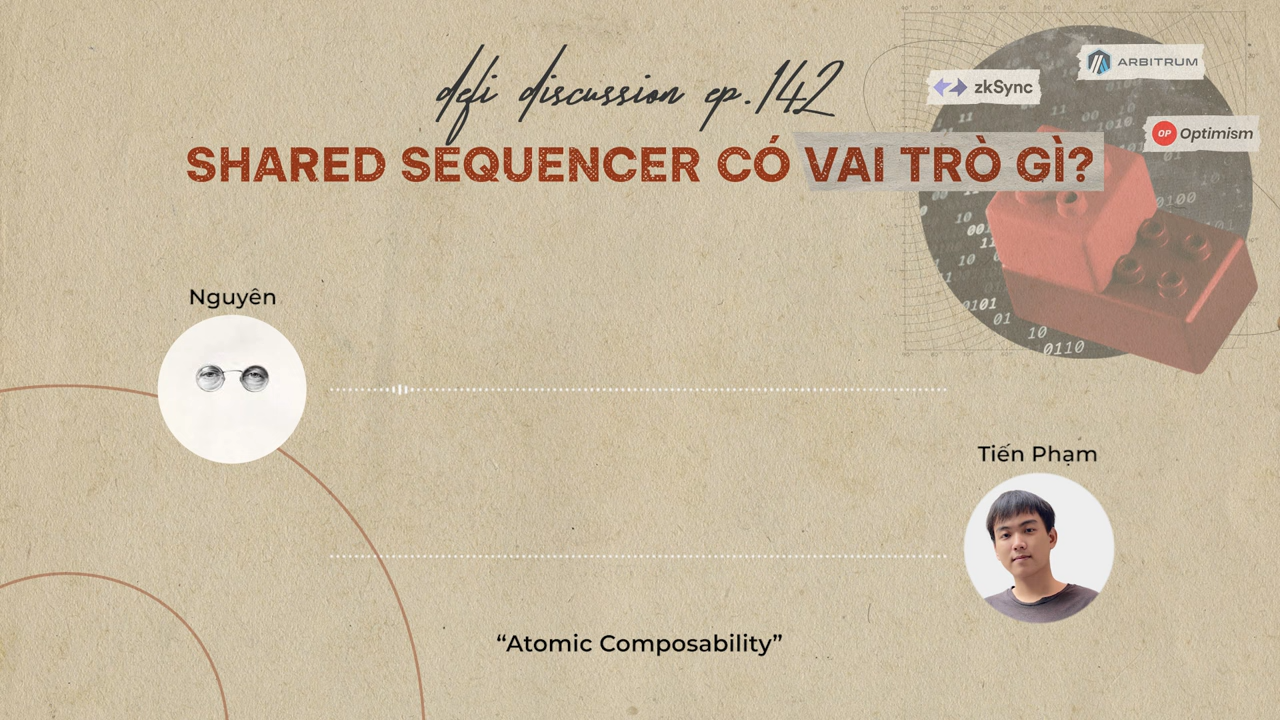 defi discussion ep.142
SHARED SEQUENCER CÓ VAI TRÒ GÌ?
zkSync
ARBITRUM
OP Optimism
Nguyên
Tiến Phạm
“Atomic Composability”